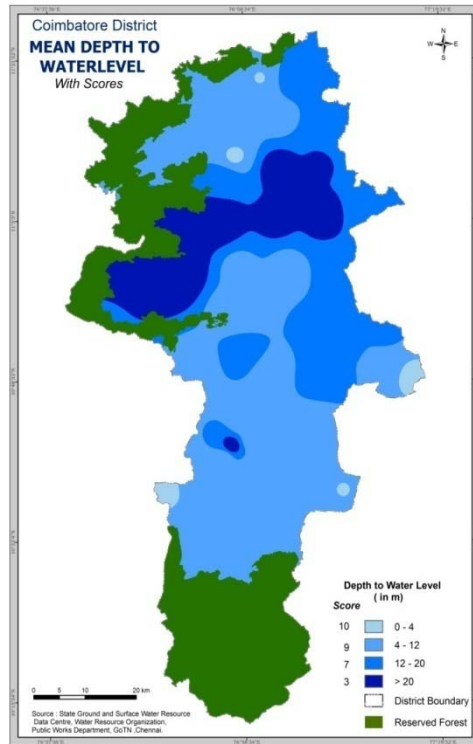 Coimbatore District
MEAN DEPTH TO
WATERLEVEL
With Scores
N
W E
S
Depth to Water Level
( in m)
Score
10 0 - 4
9 4 - 12
7 12 - 20
3 > 20
District Boundary
Reserved Forest
0 5 10 20 km
Source : State Ground and Surface Water Resource
Data Centre, Water Resource Organization,
Public Works Department, GoTN ,Chennai.